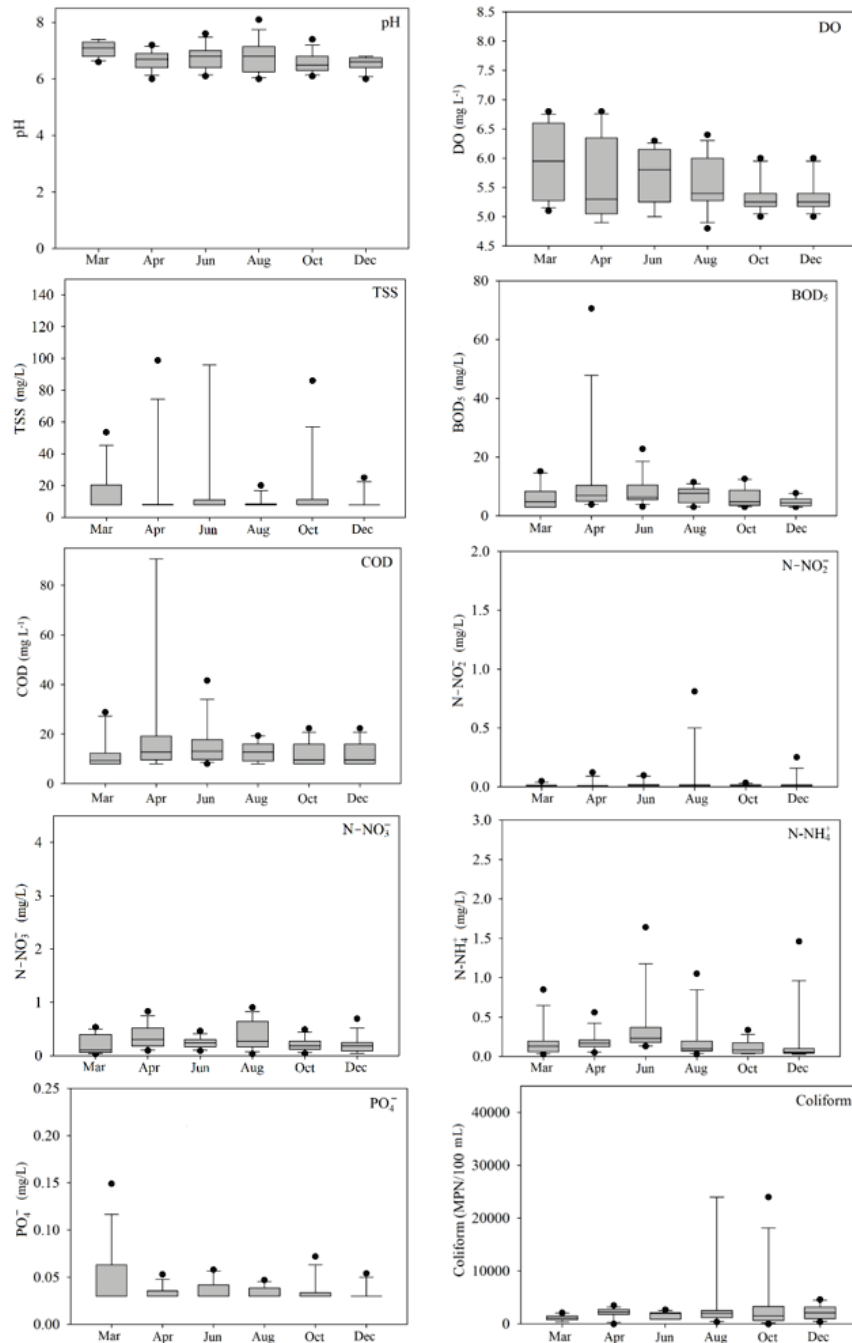 pH
8
6
4
2
0
pH
Mar Apr Jun Aug Oct Dec
DO
8.5
8.0
7.5
7.0
6.5
6.0
5.5
5.0
4.5
DO (mg L⁻¹)
Mar Apr Jun Aug Oct Dec
TSS
140
120
100
80
60
40
20
0
TSS (mg/L)
Mar Apr Jun Aug Oct Dec
BOD₅
80
60
40
20
0
BOD₅ (mg/L)
Mar Apr Jun Aug Oct Dec
COD
80
60
40
20
0
COD (mg L⁻¹)
Mar Apr Jun Aug Oct Dec
N−NO₂⁻
2.0
1.5
1.0
0.5
0.0
N−NO₂⁻ (mg/L)
Mar Apr Jun Aug Oct Dec
N−NO₃⁻
4
3
2
1
0
N−NO₃⁻ (mg/L)
Mar Apr Jun Aug Oct Dec
N-NH₄⁺
3.0
2.5
2.0
1.5
1.0
0.5
0.0
N-NH₄⁺ (mg/L)
Mar Apr Jun Aug Oct Dec
PO₄⁻
0.25
0.20
0.15
0.10
0.05
0.00
PO₄⁻ (mg/L)
Mar Apr Jun Aug Oct Dec
Coliform
40000
30000
20000
10000
0
Coliform (MPN/100 mL)
Mar Apr Jun Aug Oct Dec